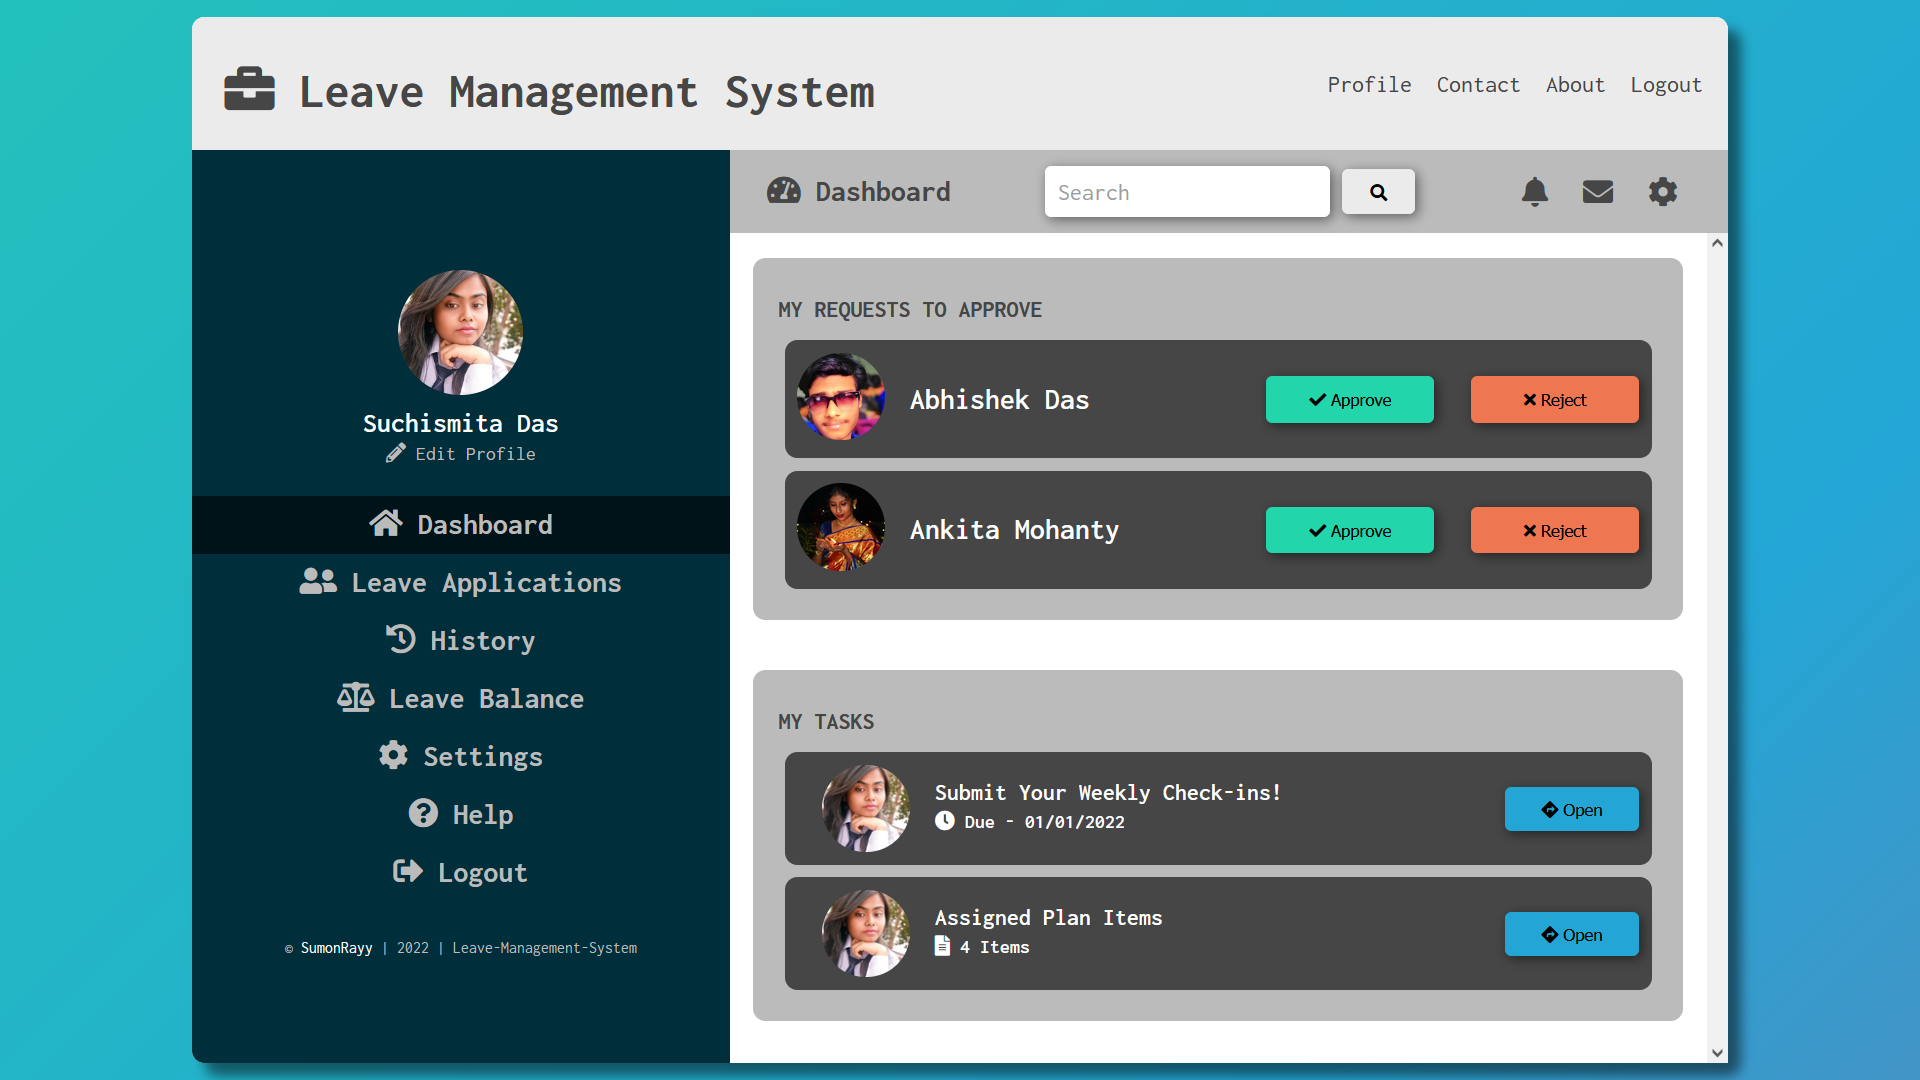 Leave Management System
Profile Contact About Logout
Dashboard
Search
Suchismita Das
Edit Profile
Dashboard
Leave Applications
History
Leave Balance
Settings
Help
Logout
© SumonRayy | 2022 | Leave-Management-System
MY REQUESTS TO APPROVE
Abhishek Das
Approve
Reject
Ankita Mohanty
Approve
Reject
MY TASKS
Submit Your Weekly Check-ins!
Due - 01/01/2022
Open
Assigned Plan Items
4 Items
Open